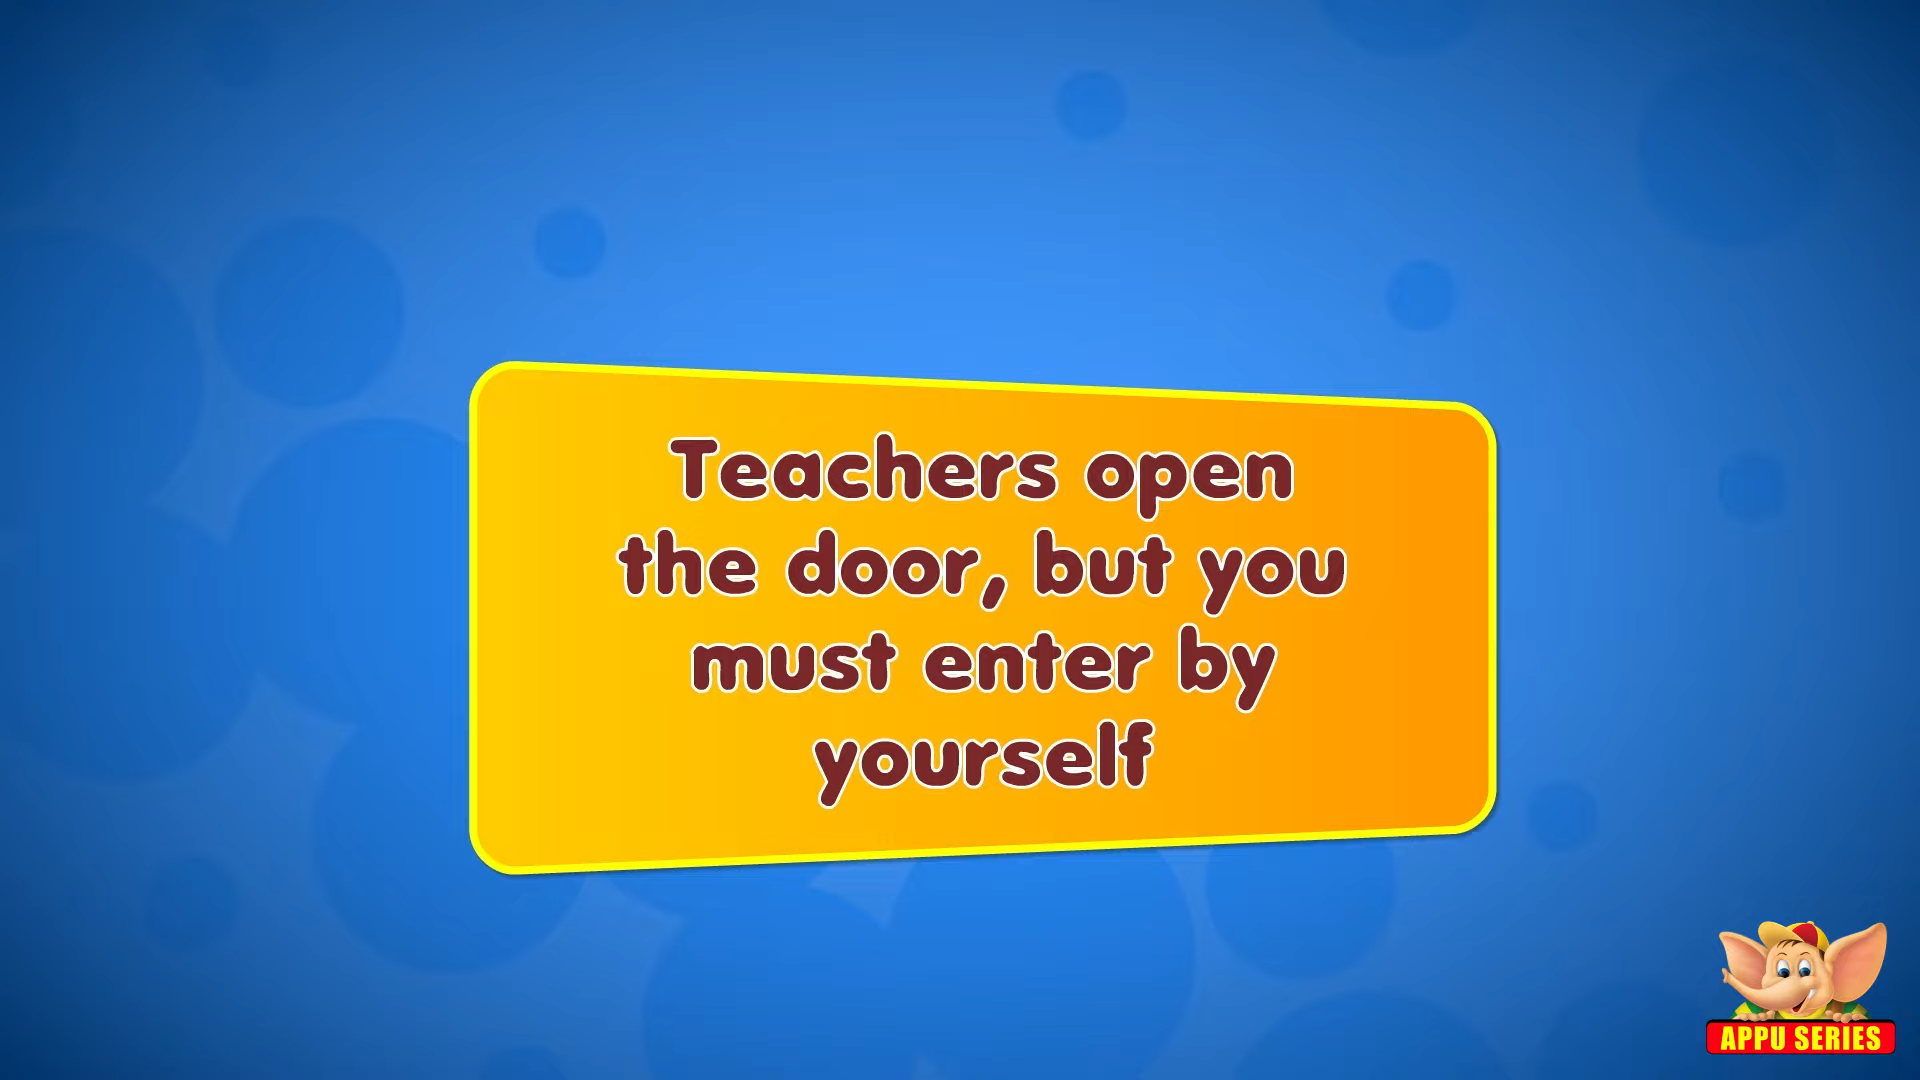 Teachers open
the door, but you
must enter by
yourself
APPU SERIES